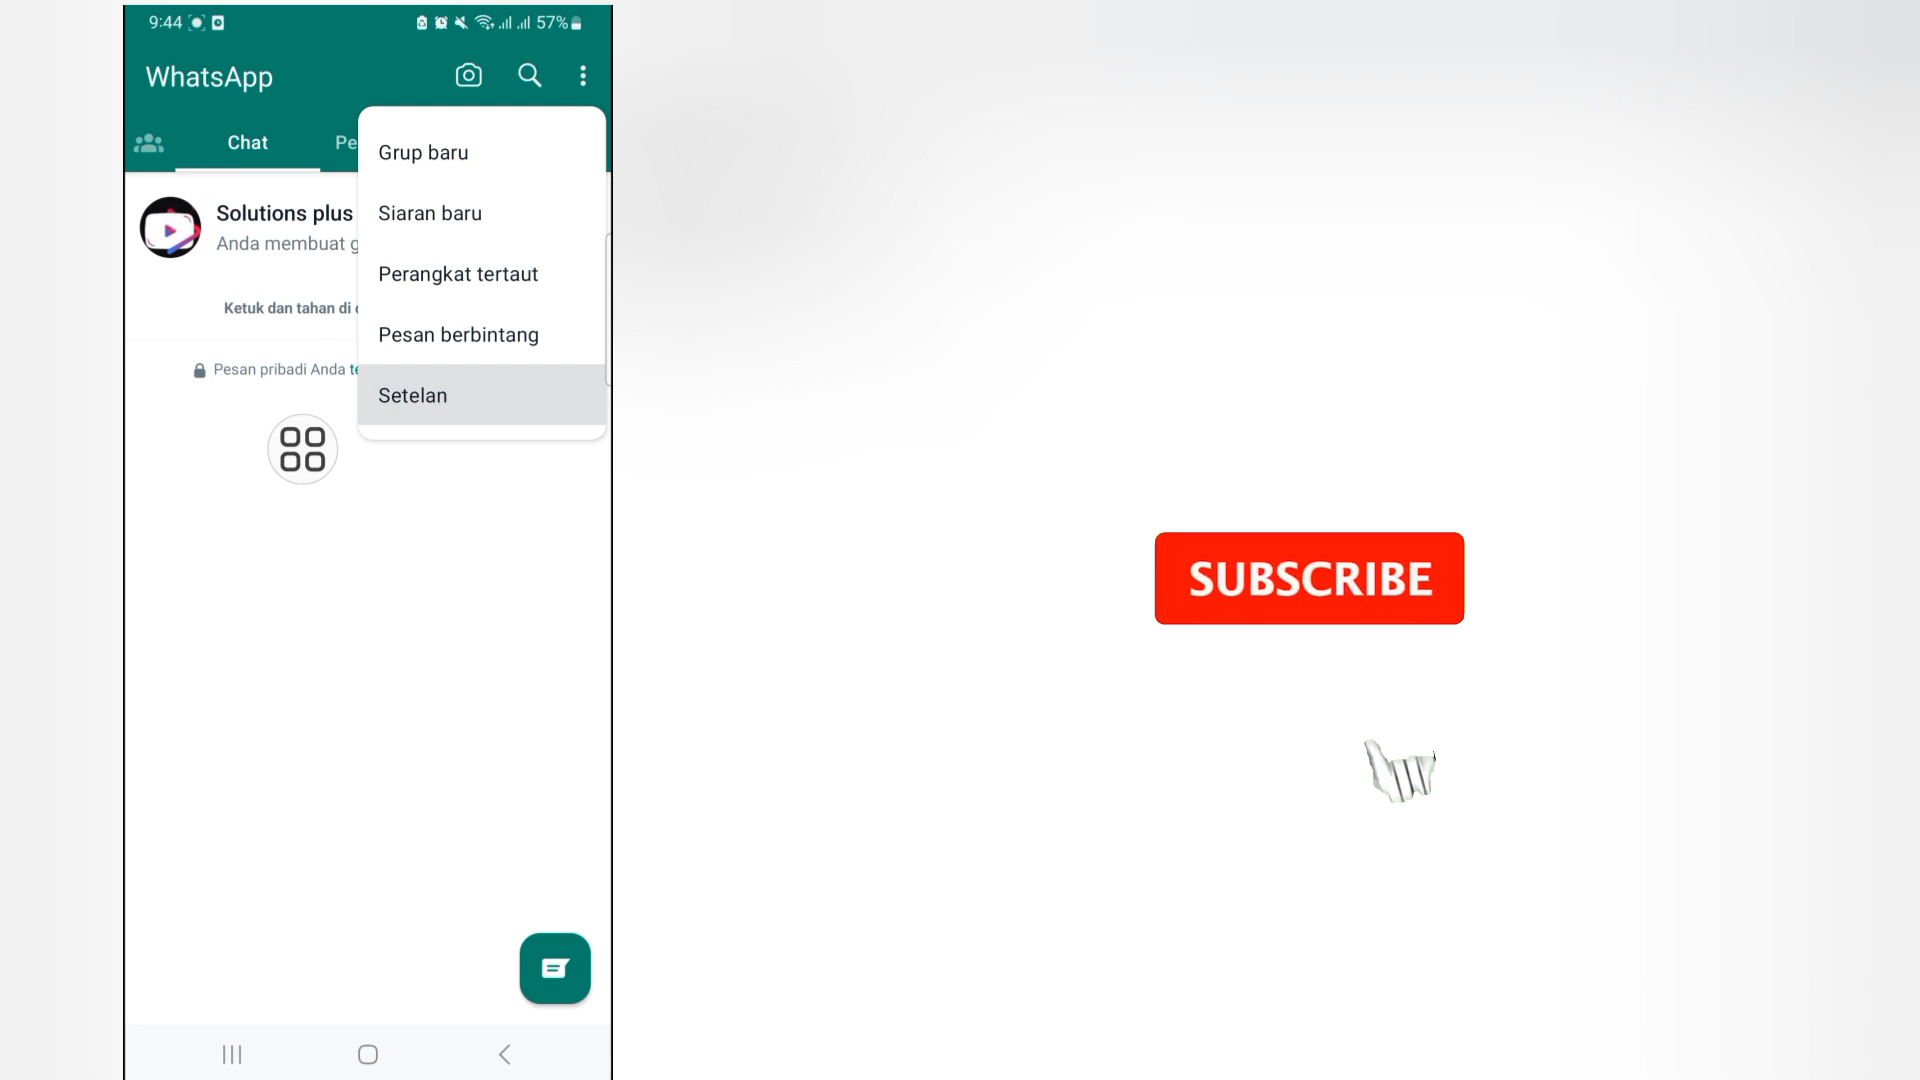 9:44
57%
WhatsApp
Chat
Pe
Grup baru
Siaran baru
Perangkat tertaut
Pesan berbintang
Setelan
Solutions plus
Anda membuat g
Ketuk dan tahan di
Pesan pribadi Anda te
SUBSCRIBE